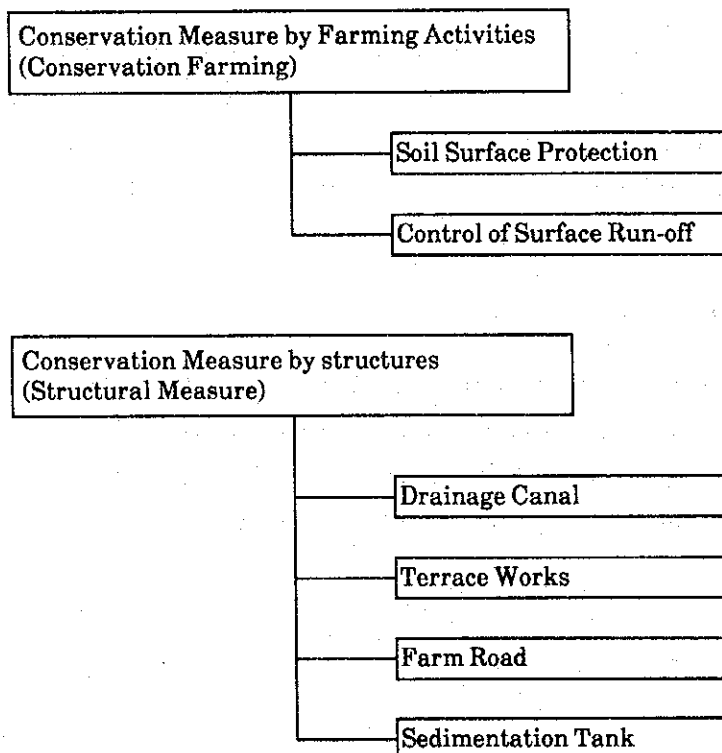 Conservation Measure by Farming Activities
(Conservation Farming)
Soil Surface Protection
Control of Surface Run-off
Conservation Measure by structures
(Structural Measure)
Drainage Canal
Terrace Works
Farm Road
Sedimentation Tank